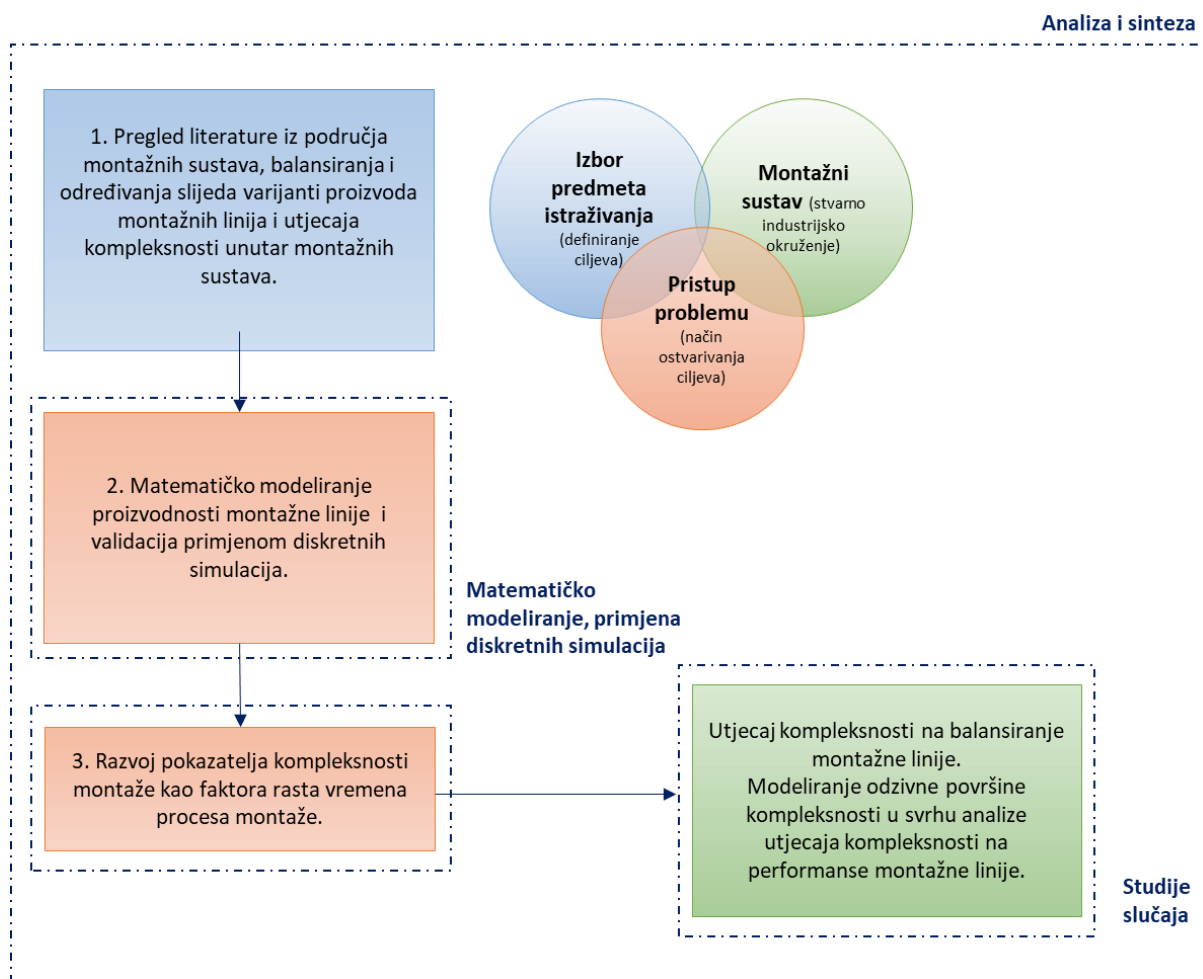 Analiza i sinteza
1. Pregled literature iz područja
montažnih sustava, balansiranja i
određivanja slijeda varijanti proizvoda
montažnih linija i utjecaja
kompleksnosti unutar montažnih
sustava.
Izbor
predmeta
istraživanja
(definiranje
ciljeva)
Montažni
sustav (stvarno
industrijsko
okruženje)
Pristup
problemu
(način
ostvarivanja
ciljeva)
2. Matematičko modeliranje
proizvodnosti montažne linije i
validacija primjenom diskretnih
simulacija.
Matematičko
modeliranje, primjena
diskretnih simulacija
3. Razvoj pokazatelja kompleksnosti
montaže kao faktora rasta vremena
procesa montaže.
Utjecaj kompleksnosti na balansiranje
montažne linije.
Modeliranje odzivne površine
kompleksnosti u svrhu analize
utjecaja kompleksnosti na
performanse montažne linije.
Studije
slučaja